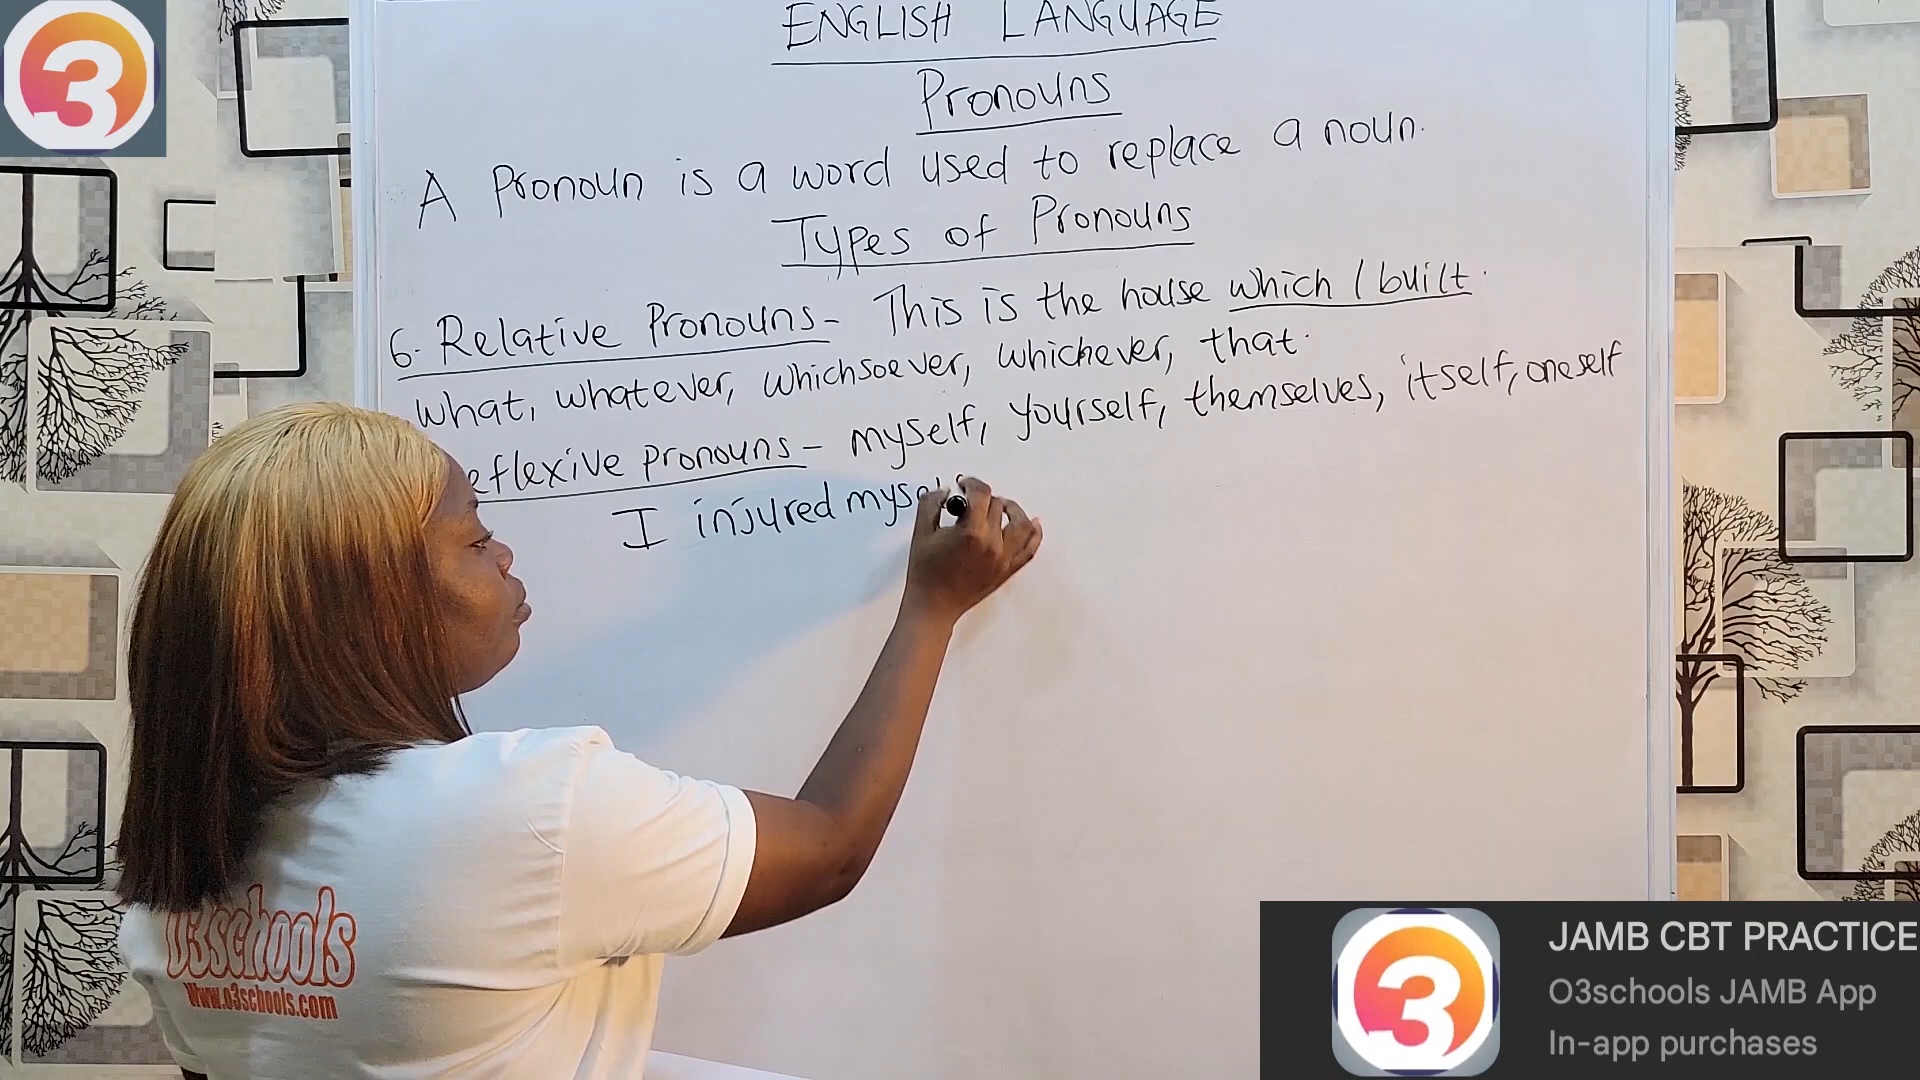 ENGLISH LANGUAGE
Pronouns
A Pronoun is a word used to replace a noun.
Types of Pronouns
6. Relative Pronouns - This is the house which I built.
What, whatever, whichsoever, whichever, that.
eflexive pronouns - myself, yourself, themselves, itself, oneself
I injured mys
O3schools
Www.o3schools.com
3
3
JAMB CBT PRACTICE
O3schools JAMB App
In-app purchases